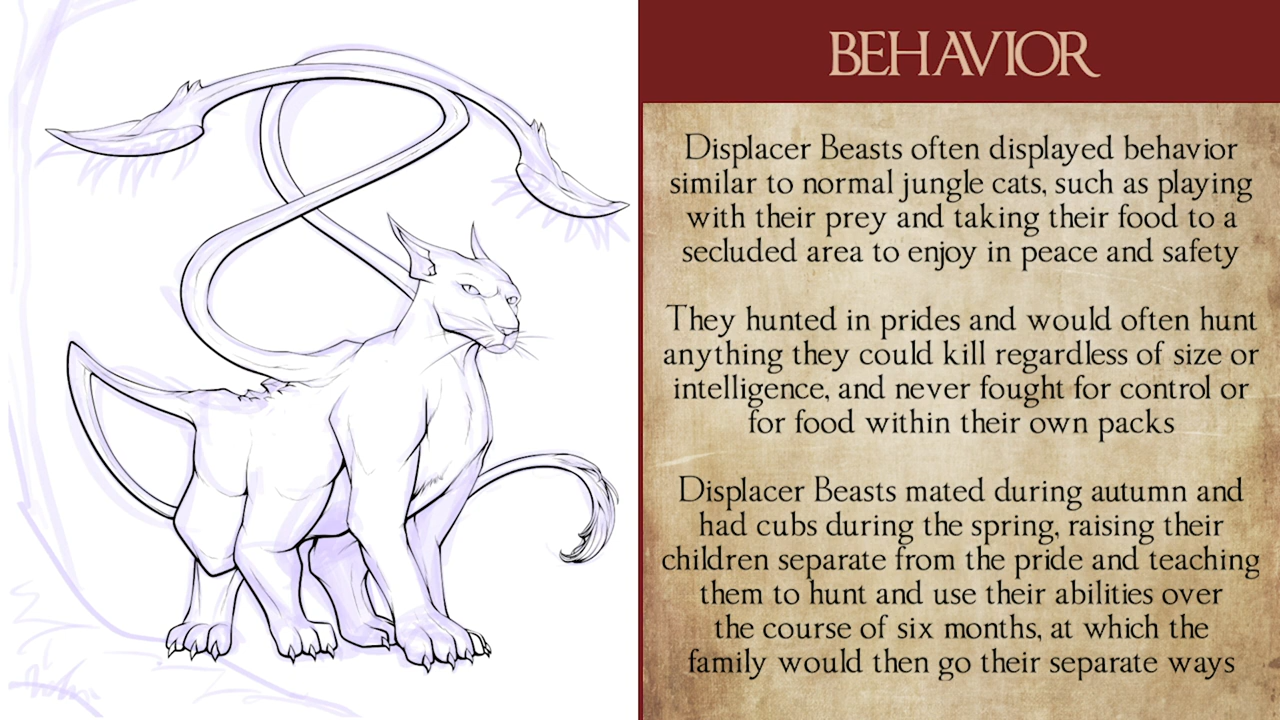 BEHAVIOR
Displacer Beasts often displayed behavior
similar to normal jungle cats, such as playing
with their prey and taking their food to a
secluded area to enjoy in peace and safety
They hunted in prides and would often hunt
anything they could kill regardless of size or
intelligence, and never fought for control or
for food within their own packs
Displacer Beasts mated during autumn and
had cubs during the spring, raising their
children separate from the pride and teaching
them to hunt and use their abilities over
the course of six months, at which the
family would then go their separate ways